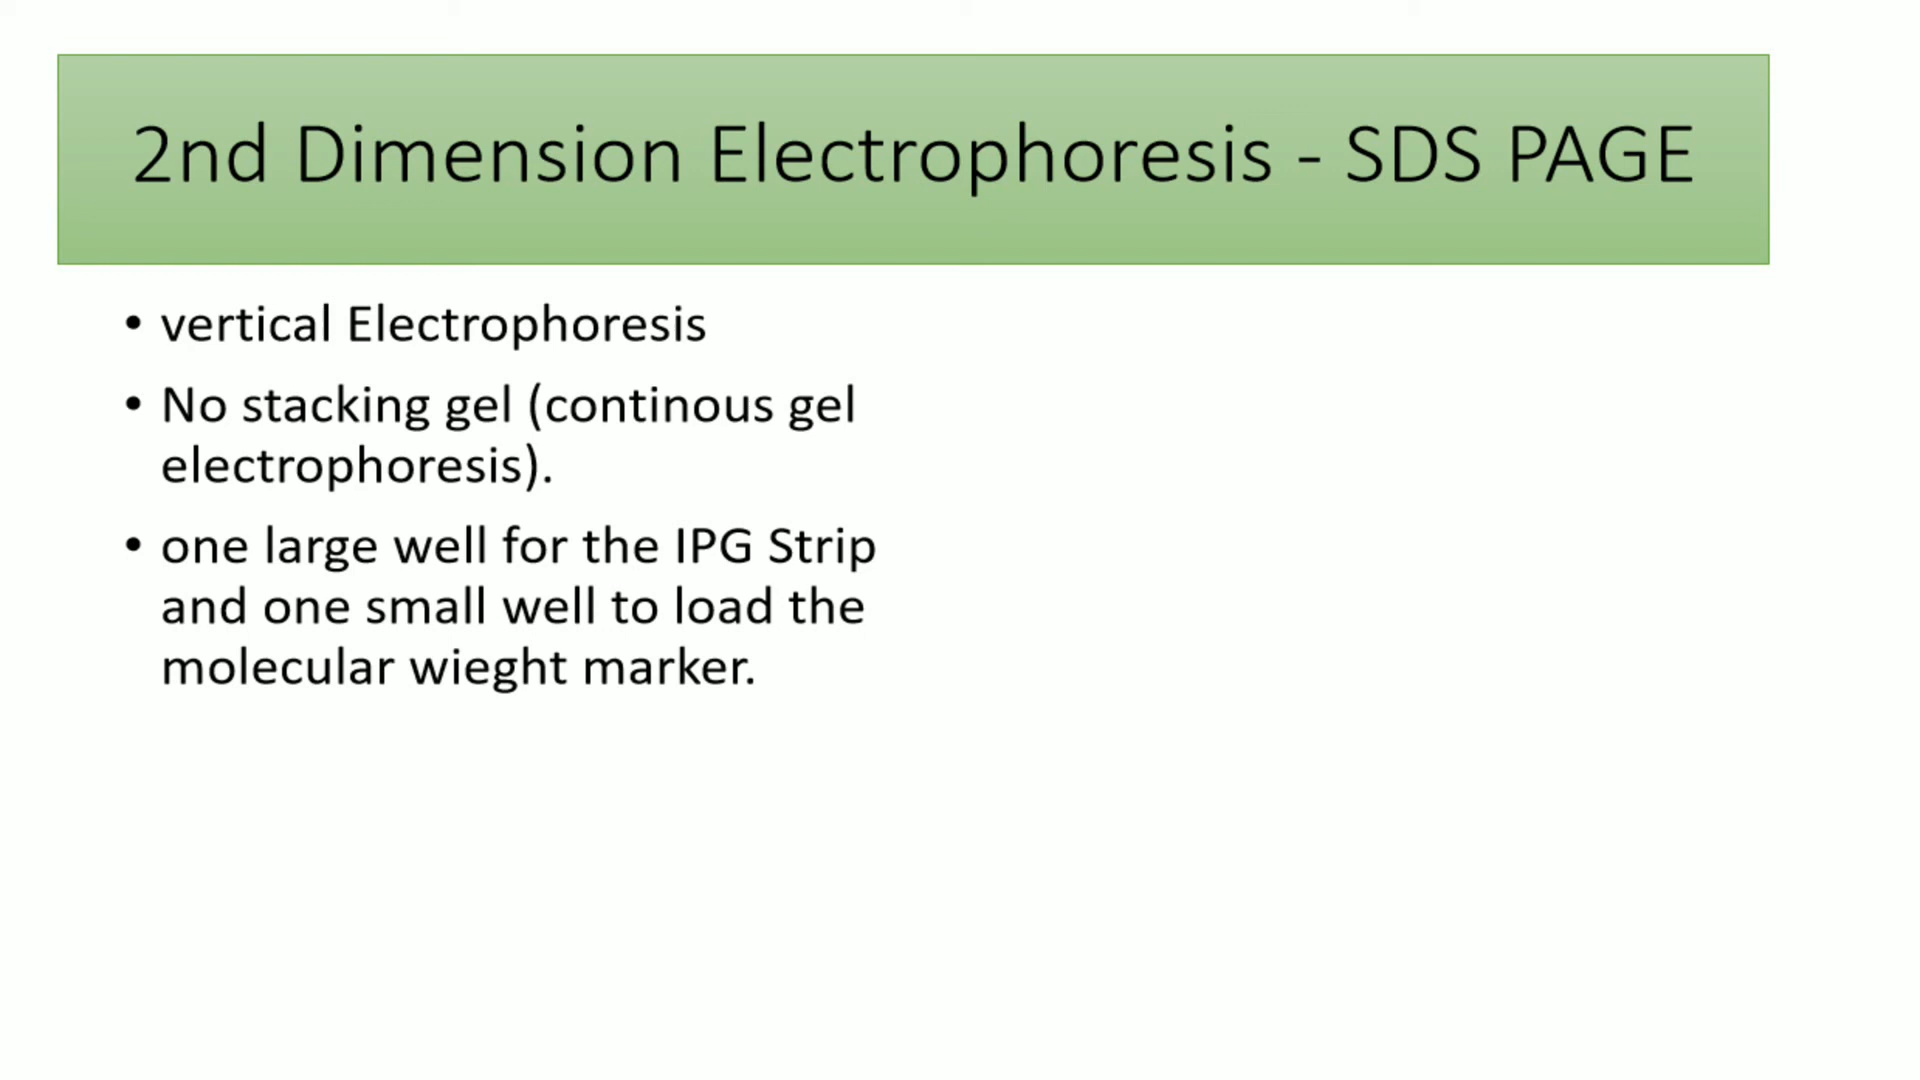 2nd Dimension Electrophoresis - SDS PAGE
• vertical Electrophoresis
• No stacking gel (continous gel
electrophoresis).
• one large well for the IPG Strip
and one small well to load the
molecular wieght marker.